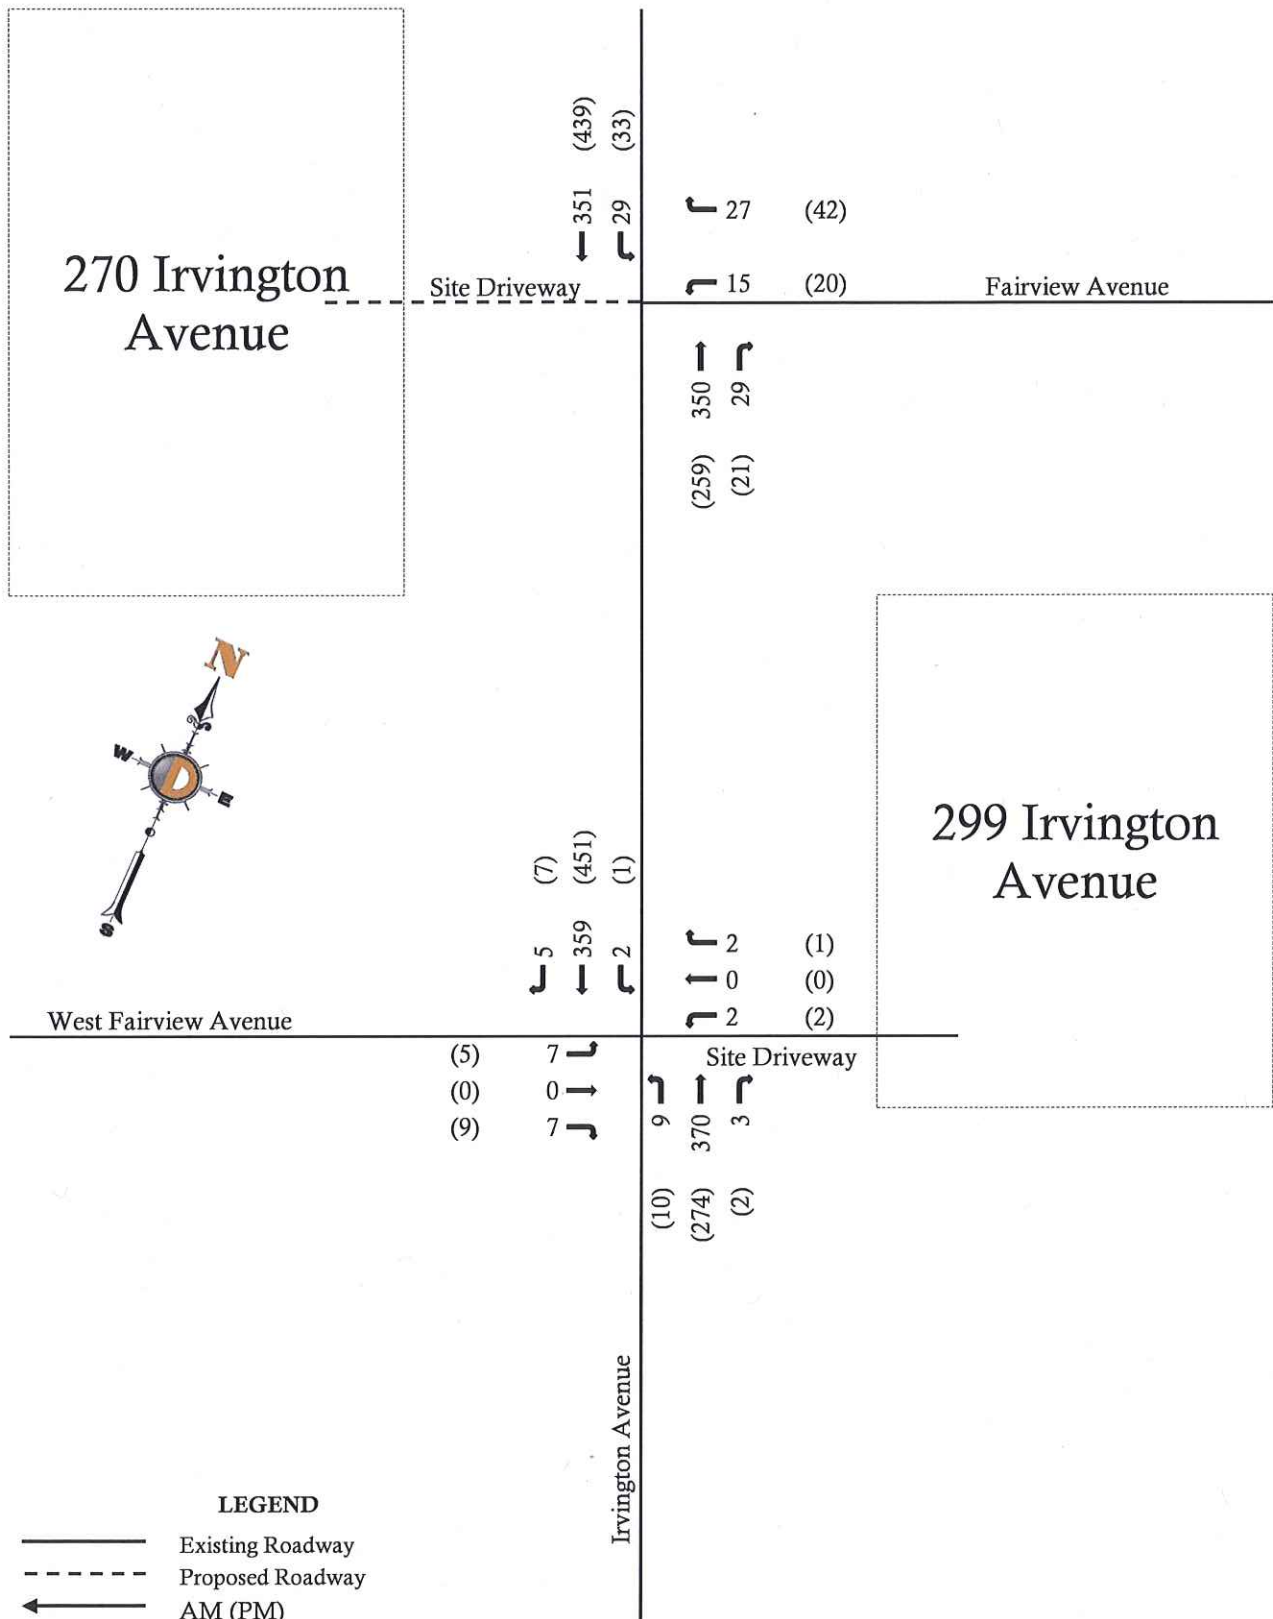 (439)
(33)
351
29
27 (42)
270 Irvington
Avenue
Site Driveway
15 (20)
Fairview Avenue
350
29
(259)
(21)
N
W
D
E
S
299 Irvington
Avenue
(7)
(451)
(1)
5
359
2
2 (1)
0 (0)
2 (2)
West Fairview Avenue
Site Driveway
(5) 7
(0) 0
(9) 7
9
370
3
(10)
(274)
(2)
Irvington Avenue
LEGEND
Existing Roadway
Proposed Roadway
AM (PM)